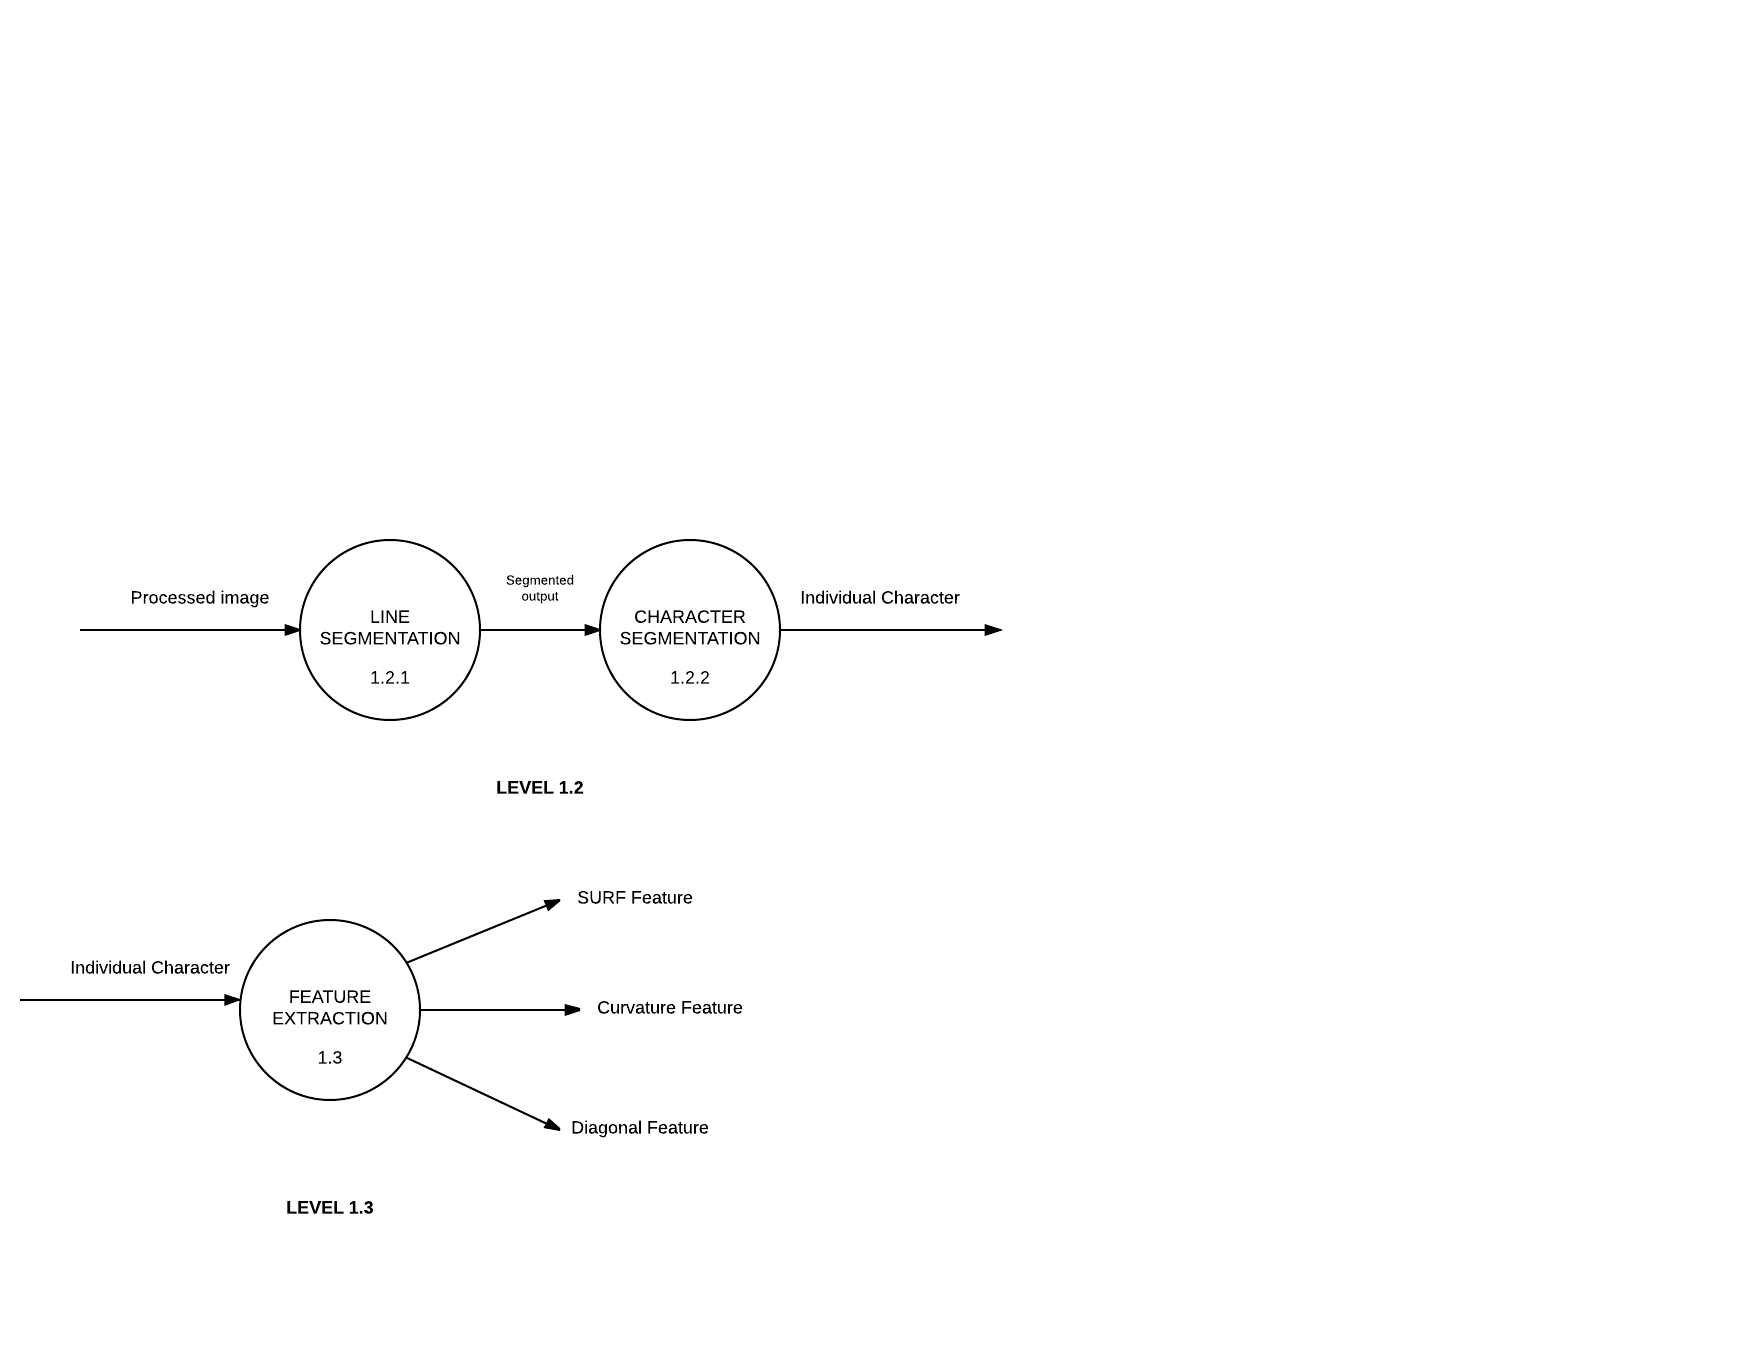 Processed image
LINE
SEGMENTATION
1.2.1
Segmented
output
CHARACTER
SEGMENTATION
1.2.2
Individual Character
LEVEL 1.2
Individual Character
FEATURE
EXTRACTION
1.3
SURF Feature
Curvature Feature
Diagonal Feature
LEVEL 1.3